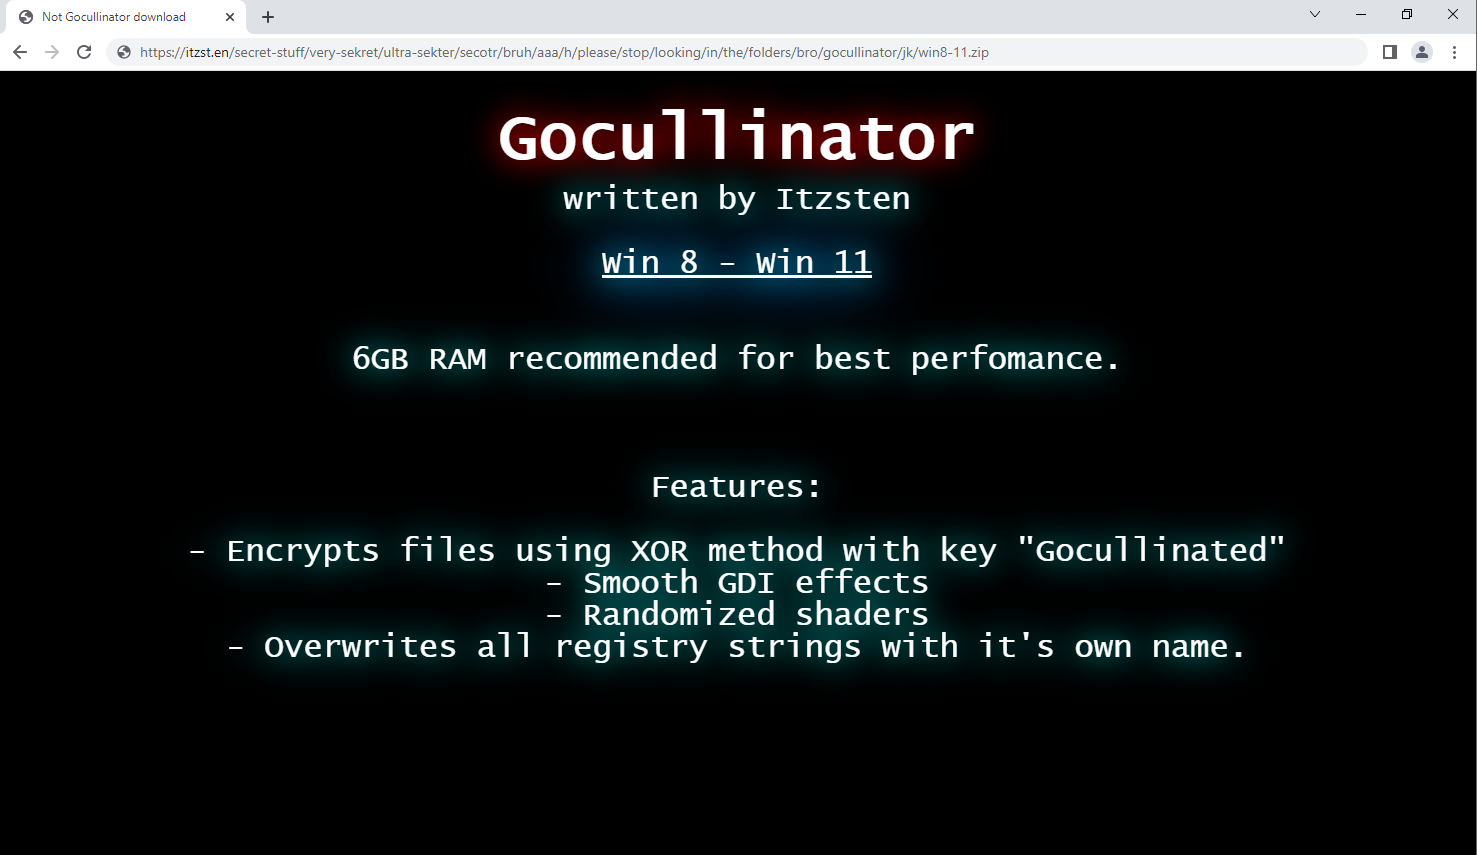 Not Gocullinator download
https://itzst.en/secret-stuff/very-sekret/ultra-sekter/secotr/bruh/aaa/h/please/stop/looking/in/the/folders/bro/gocullinator/jk/win8-11.zip
Gocullinator
written by Itzsten
Win 8 - Win 11
6GB RAM recommended for best perfomance.
Features:
- Encrypts files using XOR method with key "Gocullinated"
- Smooth GDI effects
- Randomized shaders
- Overwrites all registry strings with it's own name.